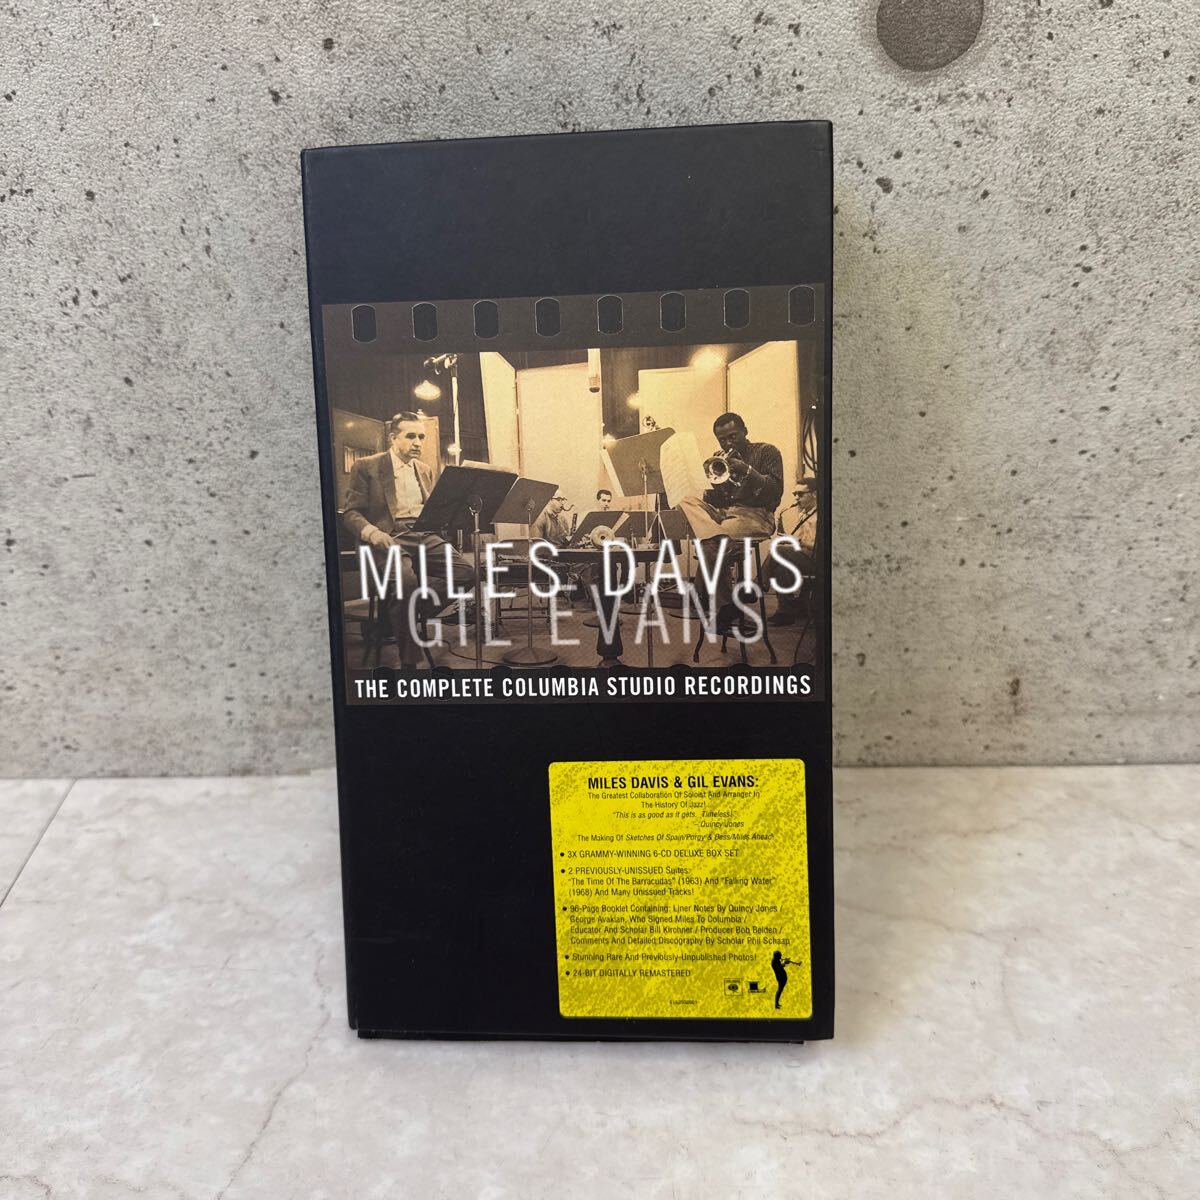 MILES DAVIS
GIL EVANS
THE COMPLETE COLUMBIA STUDIO RECORDINGS
MILES DAVIS & GIL EVANS:
The Greatest Collaboration Of Soloist And Arranger In
The History Of Jazz!
"This is as good as it gets. Timeless!"
–Quincy Jones
The Making Of Sketches Of Spain/Porgy & Bess/Miles Ahead!
• 3X GRAMMY-WINNING 6-CD DELUXE BOX SET
• 2 PREVIOUSLY-UNISSUED Suites:
"The Time Of The Barracudas" (1963) And "Falling Water"
(1968) And Many Unissued Tracks!
• 96-Page Booklet Containing: Liner Notes By Quincy Jones /
George Avakian, Who Signed Miles To Columbia /
Educator And Scholar Bill Kirchner / Producer Bob Belden /
Comments And Detailed Discography By Scholar Phil Schaap
• Stunning Rare And Previously-Unpublished Photos!
• 24-BIT DIGITALLY REMASTERED